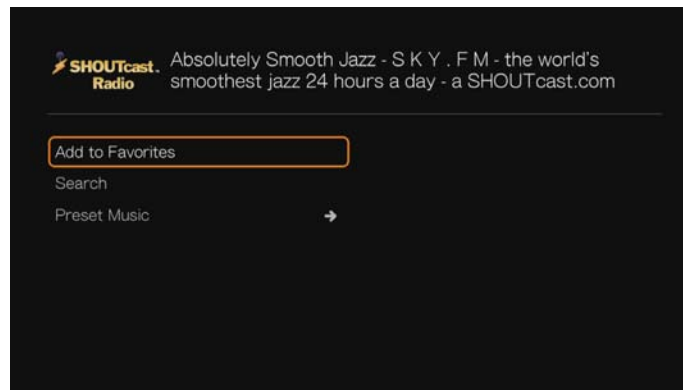 SHOUTcast.
Radio
Absolutely Smooth Jazz - S K Y . F M - the world's
smoothest jazz 24 hours a day - a SHOUTcast.com
Add to Favorites
Search
Preset Music